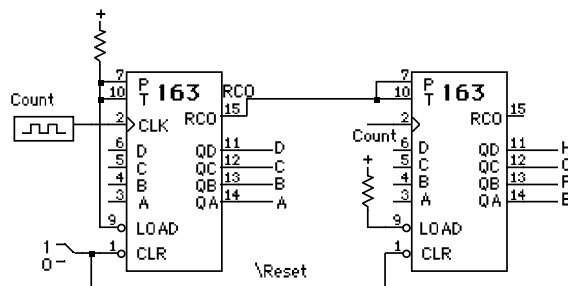 +
7 P 163 RCO
10 T
15
RCO
Count
2 CLK
6 D QD 11 D
5 C QC 12 C
4 B QB 13 B
3 A QA 14 A
9 LOAD
1
0
1 CLR
\Reset
7 P 163
10 T
15
RCO
2
Count
+
6 D QD 11 H
5 C QC 12
4 B QB 13
3 A QA 14
9 LOAD
1 CLR